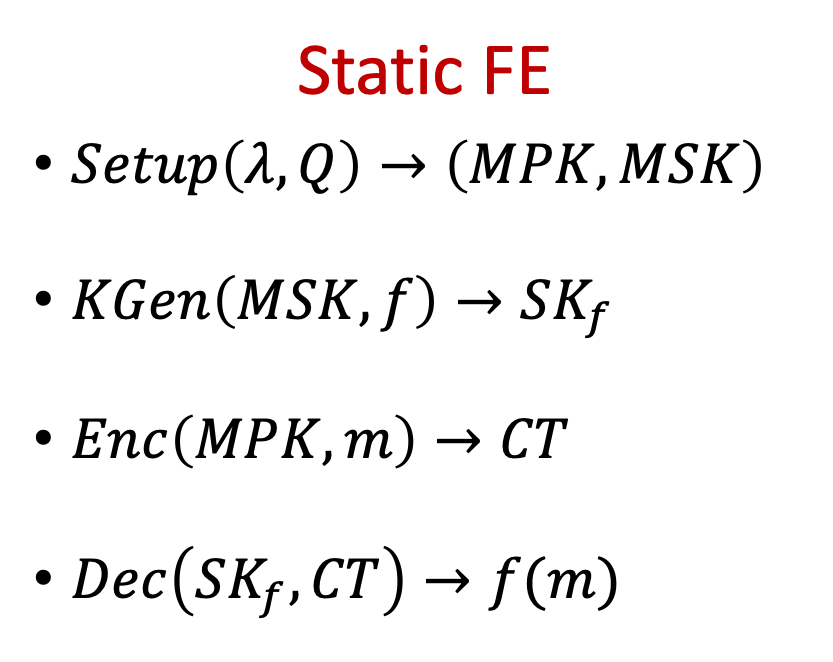 Static FE
• Setup(λ, Q) → (MPK, MSK)
• KGen(MSK, f) → SK_f
• Enc(MPK, m) → CT
• Dec(SK_f, CT) → f(m)